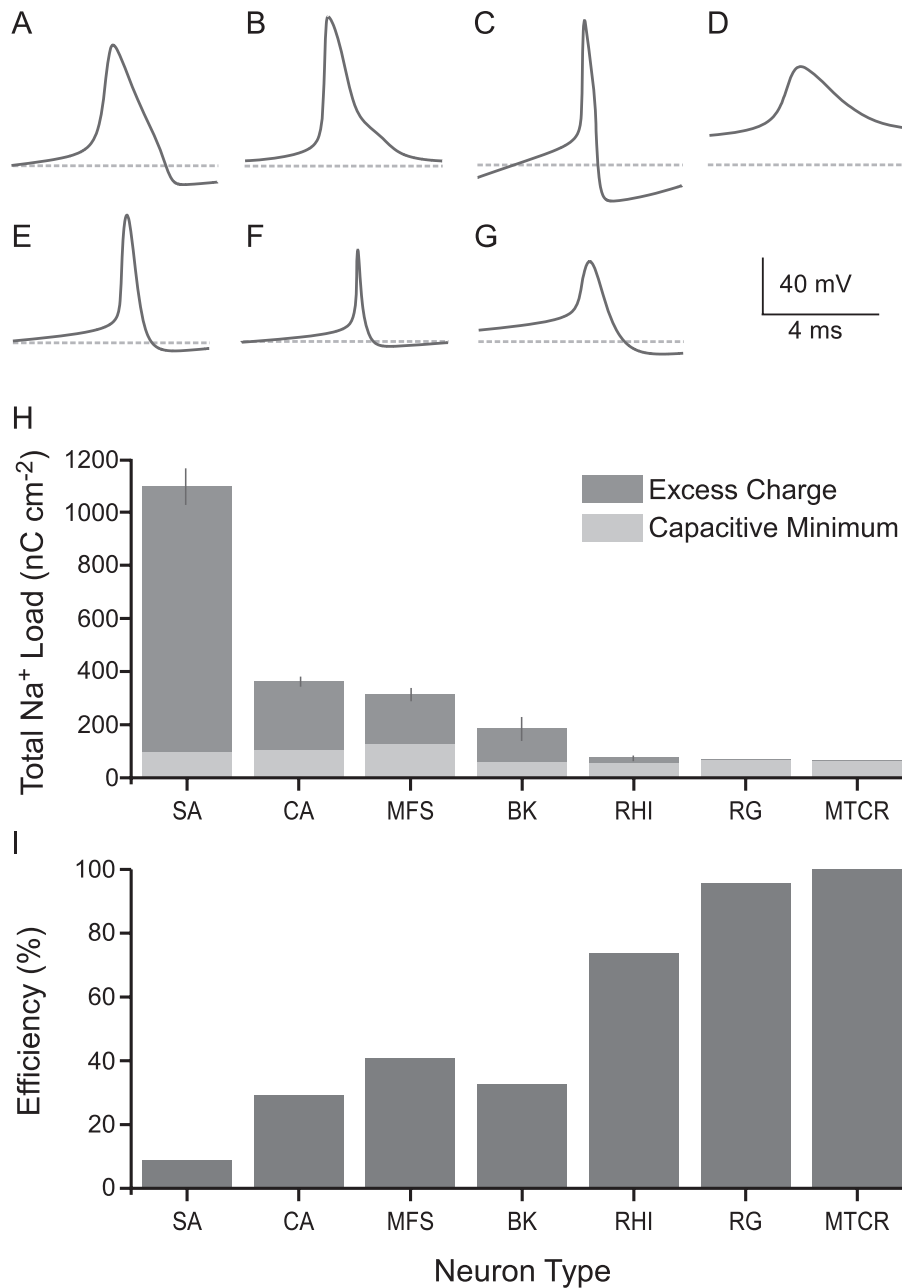 A
B
C
D
E
F
G
40 mV
4 ms
H
Total Na+ Load (nC cm-2)
1200
1000
800
600
400
200
0
Excess Charge
Capacitive Minimum
SA CA MFS BK RHI RG MTCR
I
Efficiency (%)
100
80
60
40
20
0
SA CA MFS BK RHI RG MTCR
Neuron Type